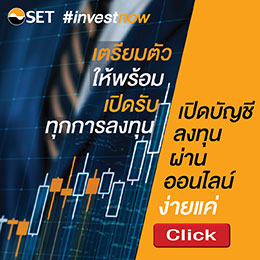 SET #investnow
เตรียมตัว
ให้พร้อม
เปิดรับ
ทุกการลงทุน
เปิดบัญชี
ลงทุน
ผ่าน
ออนไลน์
ง่ายแค่
Click